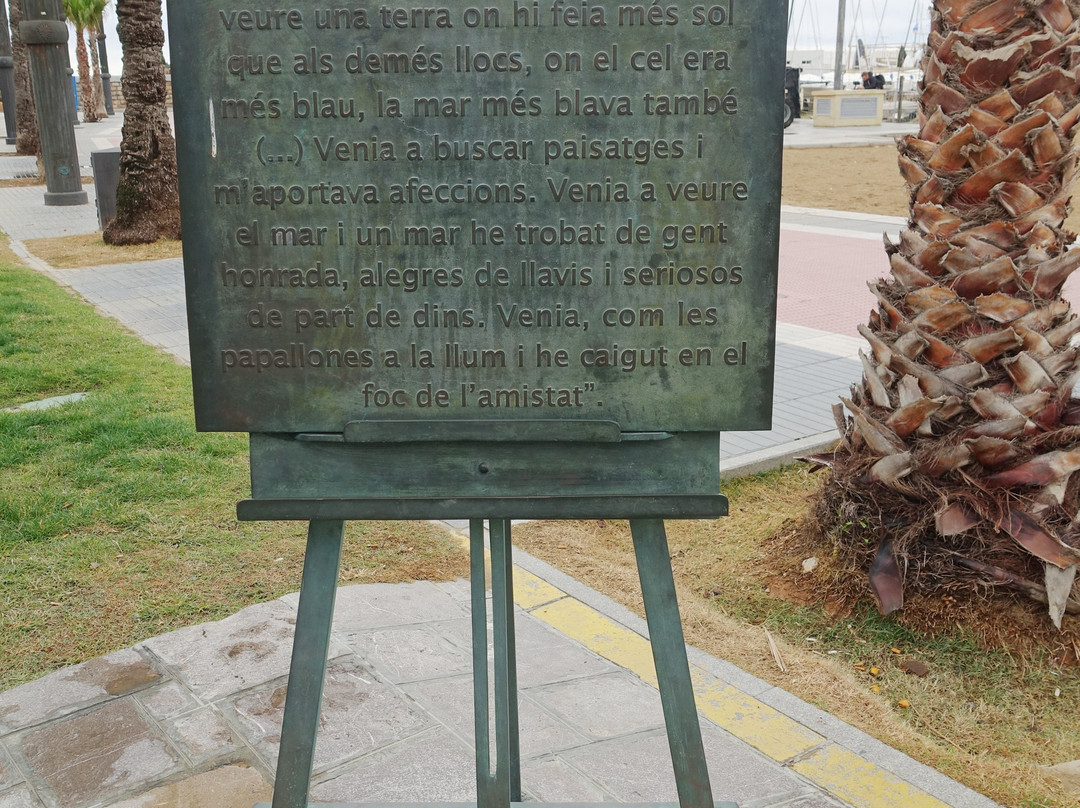 veure una terra on hi feia més sol
que als demés llocs, on el cel era
més blau, la mar més blava també
(...) Venia a buscar paisatges i
m'aportava afeccions. Venia a veure
el mar i un mar he trobat de gent
honrada, alegres de llavis i seriosos
de part de dins. Venia, com les
papallones a la llum i he caigut en el
foc de l'amistat".